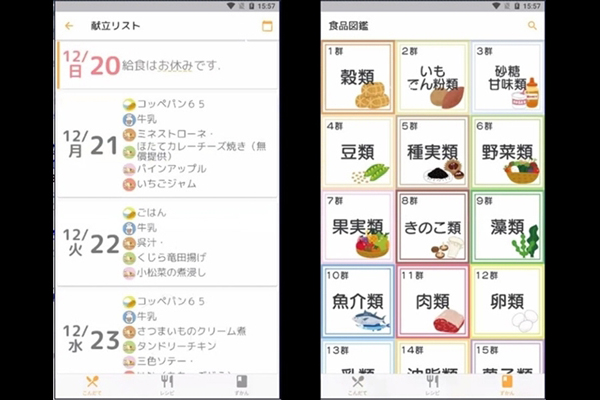 15:57
献立リスト
12/
日
20
給食はお休みです.
コッペパン65
牛乳
ミネストローネ・
12/
月
21
ほたてカレーチーズ焼き(無
償提供)
パインアップル
いちごジャム
ごはん
牛乳
12/
火
22
呉汁・
くじら竜田揚げ
小松菜の煮浸し
コッペパン65
牛乳
12/
水
23
さつまいものクリーム煮
タンドリーチキン
三色ソテー・
こんだて
レシピ
ずかん
15:57
食品図鑑
1群
穀類
2群
いも
でん粉類
3群
砂糖
甘味類
4群
豆類
5群
種実類
6群
野菜類
7群
果実類
8群
きのこ類
9群
藻類
10群
魚介類
11群
肉類
12群
卵類
13群
乳類
14群
油脂類
15群
菓子類
こんだて
レシピ
ずかん